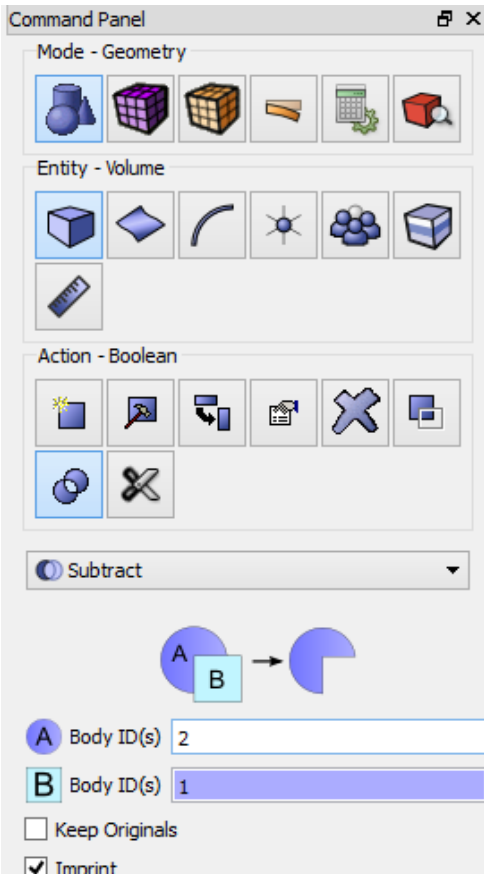 Command Panel
Mode - Geometry
Entity - Volume
Action - Boolean
Subtract
A
B
A Body ID(s) 2
B Body ID(s) 1
Keep Originals
Imprint